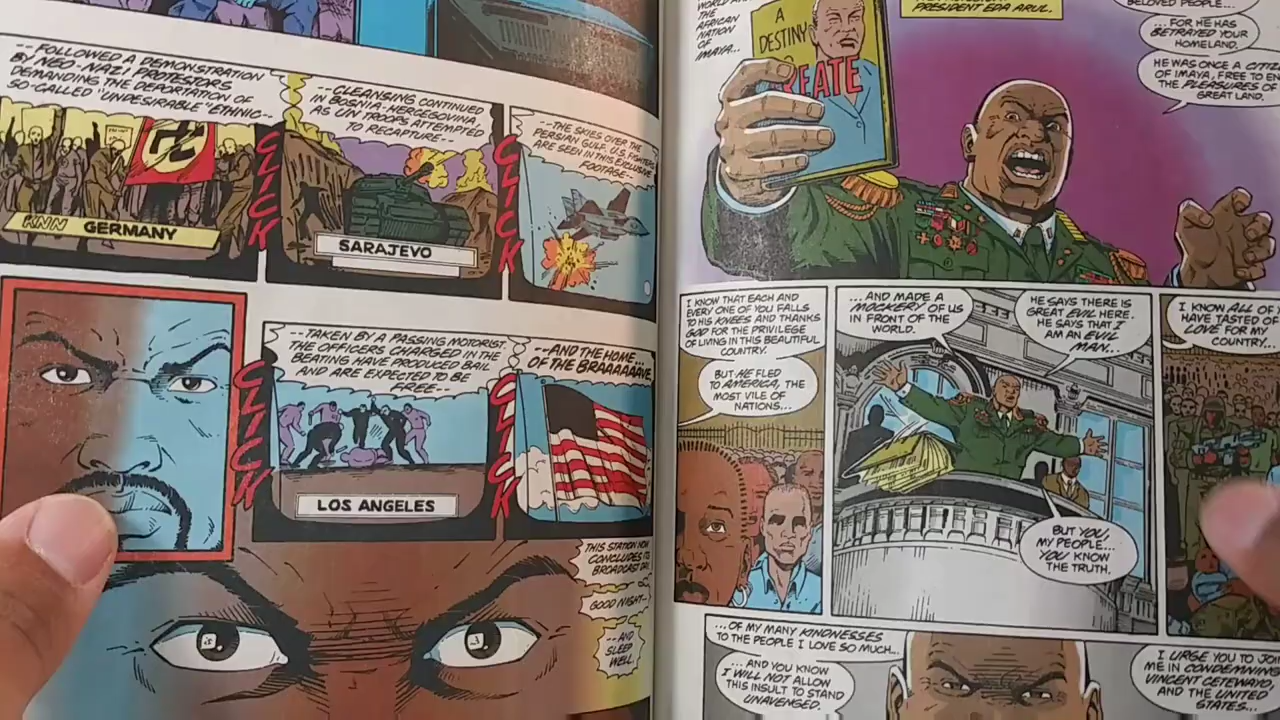 --FOLLOWED A DEMONSTRATION
BY NEO-NAZI PROTESTORS
DEMANDING THE DEPORTATION OF
SO-CALLED "UNDESIRABLE" ETHNIC--
KNN GERMANY
CLICK
--CLEANSING CONTINUED
IN BOSNIA-HERCEGOVINA
AS UN TROOPS ATTEMPTED
TO RECAPTURE--
SARAJEVO
CLICK
--THE SKIES OVER THE
PERSIAN GULF. U.S. FIGHTERS
ARE SEEN IN THIS EXCLUSIVE
FOOTAGE--
CLICK
--TAKEN BY A PASSING MOTORIST.
THE OFFICERS CHARGED IN THE
BEATING HAVE PRODUCED BAIL
AND ARE EXPECTED TO BE
FREE--
LOS ANGELES
CLICK
--AND THE HOME...
OF THE BRAAAAAVE.
THIS STATION NOW
CONCLUDES ITS
BROADCAST DAY.
GOOD NIGHT--
--AND
SLEEP
WELL.
THE
AFRICAN
NATION
OF
IMAYA...
A
DESTINY
REATE
PRESIDENT EDA ARUL.
BELOVED PEOPLE...
...FOR HE HAS
BETRAYED YOUR
HOMELAND.
HE WAS ONCE A
OF IMAYA, FREE TO
THE PLEASURES OF
GREAT LAND.
I KNOW THAT EACH AND
EVERY ONE OF YOU FALLS
TO HIS KNEES AND THANKS
GOD FOR THE PRIVILEGE
OF LIVING IN THIS BEAUTIFUL
COUNTRY.
BUT HE FLED
TO AMERICA, THE
MOST VILE OF
NATIONS...
...AND MADE A
MOCKERY OF US
IN FRONT OF THE
WORLD.
HE SAYS THERE IS
GREAT EVIL HERE.
HE SAYS THAT I
AM AN EVIL
MAN...
BUT YOU,
MY PEOPLE...
YOU KNOW
THE TRUTH.
I KNOW ALL OF
HAVE TASTED OF
LOVE FOR MY
COUNTRY...
...OF MY MANY KINDNESSES
TO THE PEOPLE I LOVE SO MUCH...
...AND YOU KNOW
I WILL NOT ALLOW
THIS INSULT TO STAND
UNAVENGED.
I URGE YOU TO JOIN
ME IN CONDEMNING
VINCENT CETEWAYO,
AND THE UNITED
STATES...